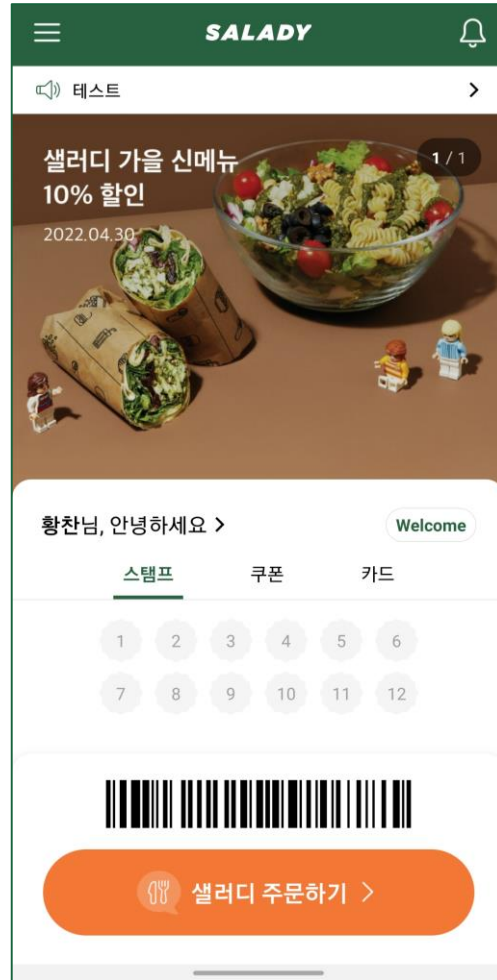 SALADY
테스트
샐러디 가을 신메뉴
10% 할인
1 / 1
2022.04.30
황찬님, 안녕하세요 >
Welcome
스탬프 쿠폰 카드
1 2 3 4 5 6
7 8 9 10 11 12
샐러디 주문하기 >